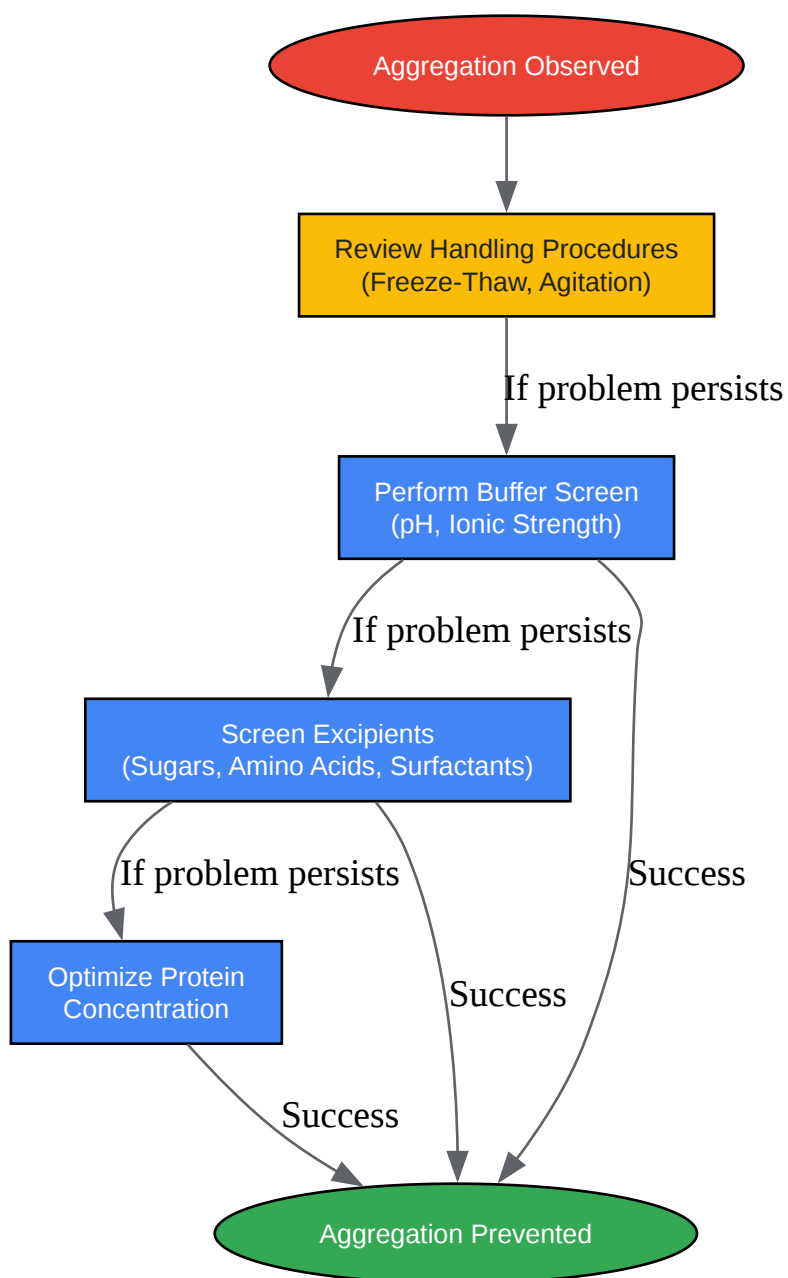 Aggregation Observed
Review Handling Procedures
(Freeze-Thaw, Agitation)
If problem persists
Perform Buffer Screen
(pH, Ionic Strength)
If problem persists
Screen Excipients
(Sugars, Amino Acids, Surfactants)
If problem persists
Success
Optimize Protein
Concentration
Success
Success
Aggregation Prevented